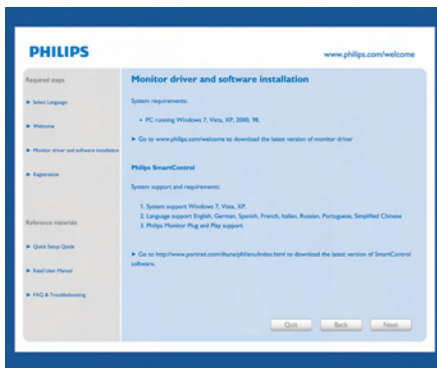 PHILIPS
www.philips.com/welcome
Required steps
Select Language
Welcome
Monitor driver and software installation
Registration
Reference materials
Quick Setup Guide
Read User Manual
FAQ & Troubleshooting
Monitor driver and software installation
System requirements:
• PC running Windows 7, Vista, XP, 2000, 98.
Go to www.philips.com/welcome to download the latest version of monitor driver
Philips SmartControl
System support and requirements:
1. System support Windows 7, Vista, XP.
2. Language support English, German, Spanish, French, Italian, Russian, Portuguese, Simplified Chinese
3. Philips Monitor Plug and Play support
Go to http://www.portrait.com/dtune/phl/enu/index.html to download the latest version of SmartControl
software.
Quit
Back
Next